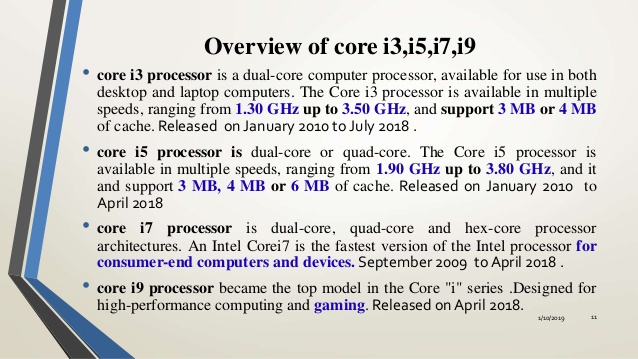 Overview of core i3,i5,i7,i9
• core i3 processor is a dual-core computer processor, available for use in both
desktop and laptop computers. The Core i3 processor is available in multiple
speeds, ranging from 1.30 GHz up to 3.50 GHz, and support 3 MB or 4 MB
of cache. Released on January 2010 to July 2018 .
• core i5 processor is dual-core or quad-core. The Core i5 processor is
available in multiple speeds, ranging from 1.90 GHz up to 3.80 GHz, and it
and support 3 MB, 4 MB or 6 MB of cache. Released on January 2010 to
April 2018
• core i7 processor is dual-core, quad-core and hex-core processor
architectures. An Intel Corei7 is the fastest version of the Intel processor for
consumer-end computers and devices. September 2009 to April 2018 .
• core i9 processor became the top model in the Core "i" series .Designed for
high-performance computing and gaming. Released on April 2018.
1/10/2019 11